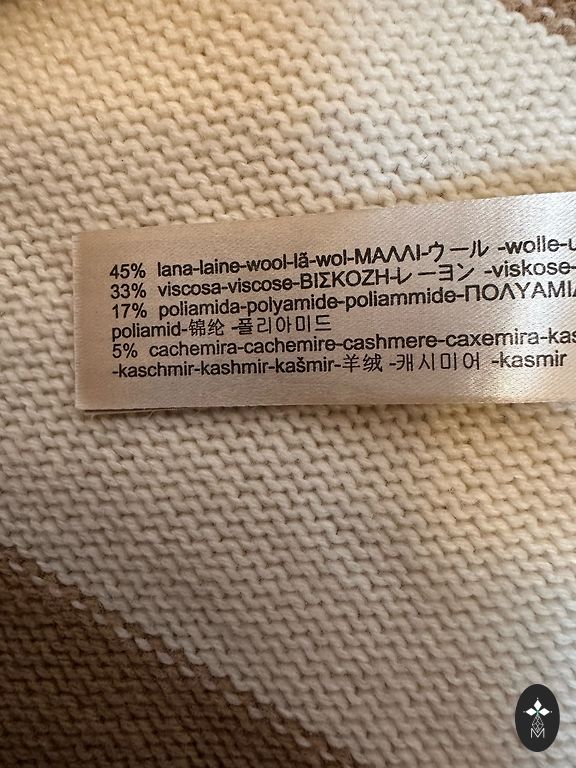 45% lana-laine-wool-lã-wol-ΜΑΛΛΙ-ウール -wolle-
33% viscosa-viscose-ΒΙΣΚΟΖΗ-レーヨン -viskose-
17% poliamida-polyamide-poliammide-ΠΟΛΥΑΜΙΔ
poliamid-锦纶 -폴리아미드
5% cachemira-cachemire-cashmere-caxemira-kas
-kaschmir-kashmir-kašmir-羊绒 -캐시미어 -kasmir
M